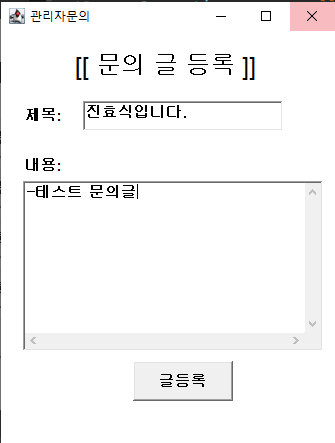 관리자문의
[[ 문의 글 등록 ]]
제목:
진효식입니다.
내용:
-테스트 문의글
글등록